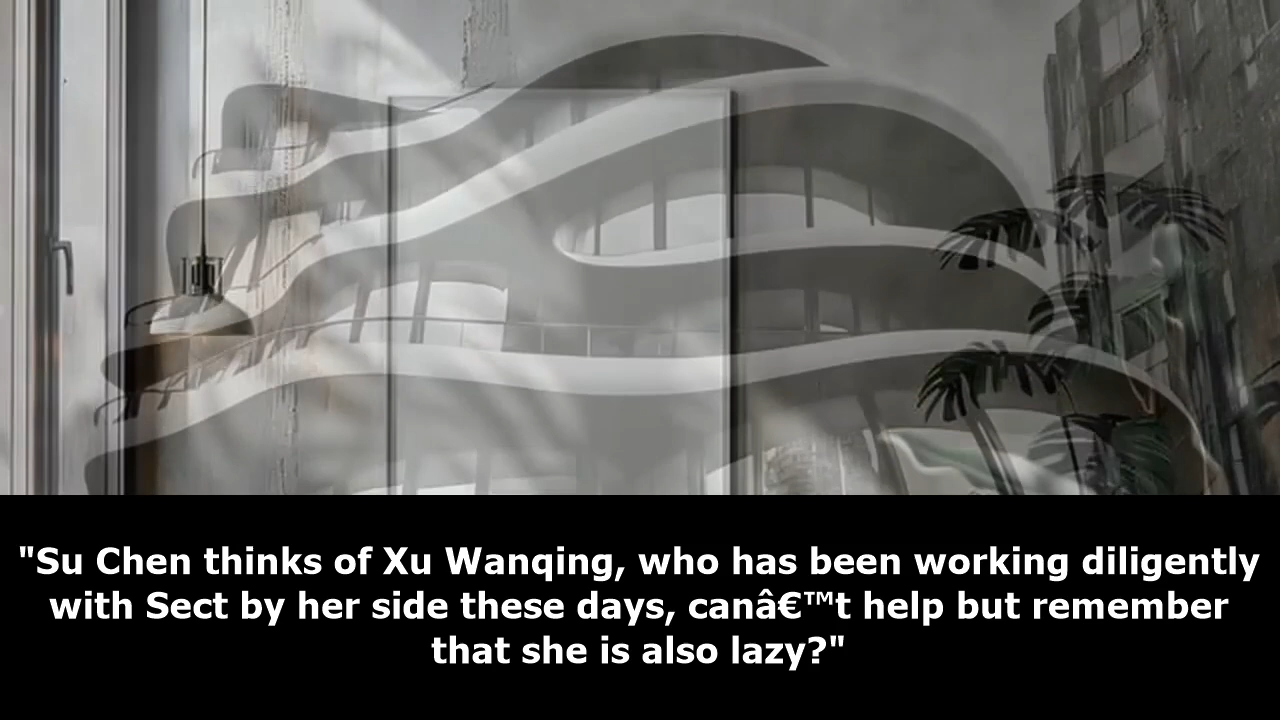 "Su Chen thinks of Xu Wanqing, who has been working diligently
with Sect by her side these days, canâ€™t help but remember
that she is also lazy?"